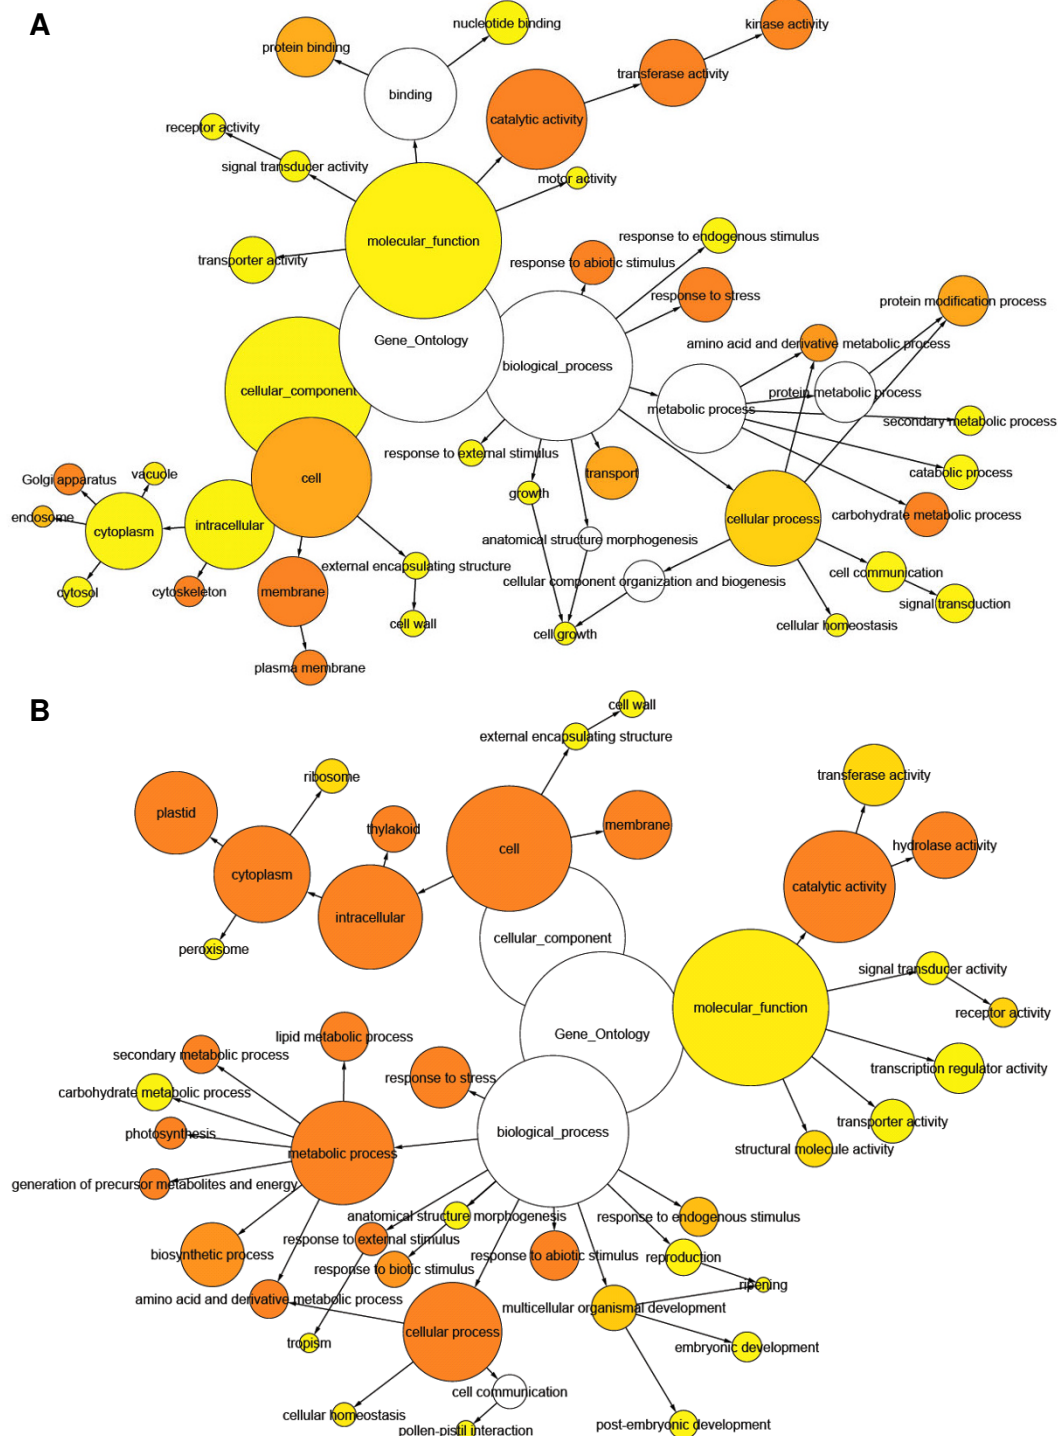 A
nucleotide binding
kinase activity
protein binding
transferase activity
binding
catalytic activity
receptor activity
signal transducer activity
motor activity
molecular_function
response to endogenous stimulus
transporter activity
response to abiotic stimulus
response to stress
protein modification process
Gene_Ontology
amino acid and derivative metabolic process
biological_process
cellular_component
protein metabolic process
metabolic process
secondary metabolic process
response to external stimulus
catabolic process
transport
cell
Golgi apparatus
vacuole
growth
endosome
cytoplasm
intracellular
cellular process
carbohydrate metabolic process
anatomical structure morphogenesis
external encapsulating structure
cell communication
cellular component organization and biogenesis
cytosol
cytoskeleton
membrane
signal transduction
cell wall
cellular homeostasis
cell growth
plasma membrane
B
cell wall
external encapsulating structure
ribosome
transferase activity
plastid
thylakoid
membrane
cell
hydrolase activity
cytoplasm
catalytic activity
intracellular
cellular_component
peroxisome
signal transducer activity
molecular_function
receptor activity
Gene_Ontology
lipid metabolic process
secondary metabolic process
transcription regulator activity
response to stress
carbohydrate metabolic process
transporter activity
photosynthesis
biological_process
structural molecule activity
metabolic process
generation of precursor metabolites and energy
anatomical structure morphogenesis
response to endogenous stimulus
response to external stimulus
biosynthetic process
response to abiotic stimulus
reproduction
response to biotic stimulus
ripening
amino acid and derivative metabolic process
multicellular organismal development
cellular process
tropism
embryonic development
cell communication
cellular homeostasis
post-embryonic development
pollen-pistil interaction